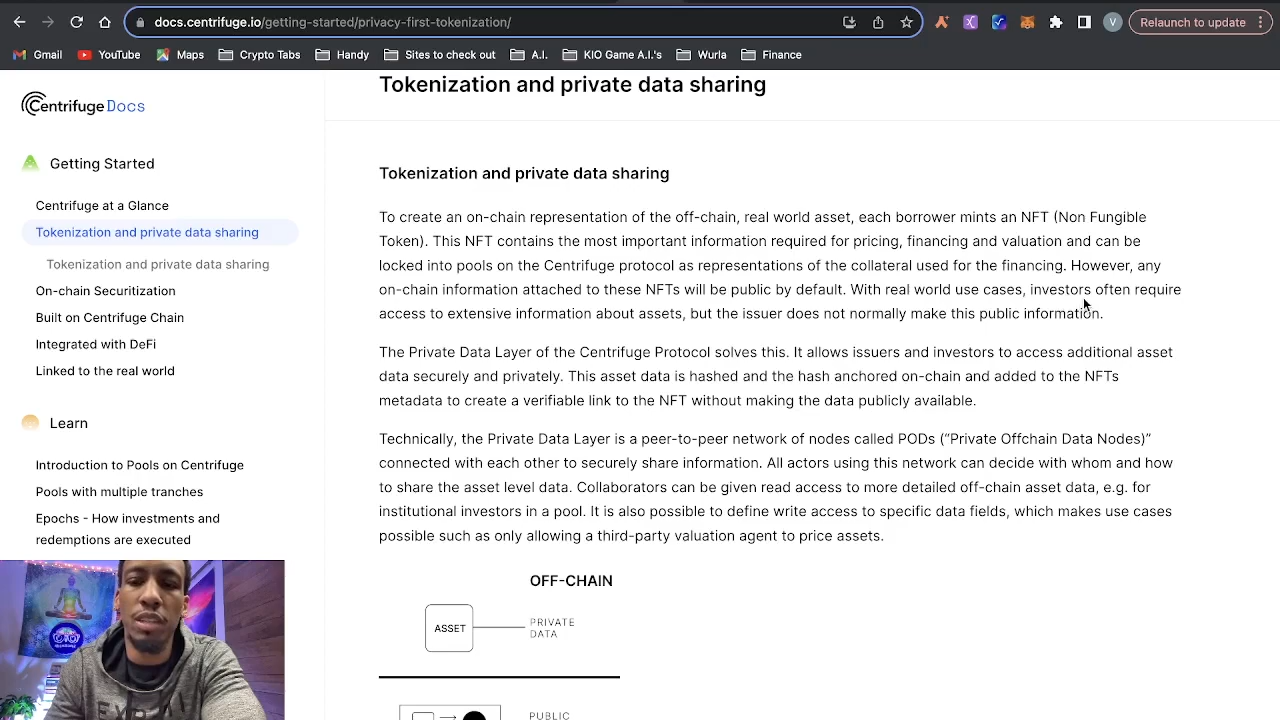 docs.centrifuge.io/getting-started/privacy-first-tokenization/
V
Relaunch to update
Gmail YouTube Maps Crypto Tabs Handy Sites to check out A.I. KIO Game A.I.'s Wurla Finance
Centrifuge Docs
Getting Started
Centrifuge at a Glance
Tokenization and private data sharing
Tokenization and private data sharing
On-chain Securitization
Built on Centrifuge Chain
Integrated with DeFi
Linked to the real world
Learn
Introduction to Pools on Centrifuge
Pools with multiple tranches
Epochs - How investments and
redemptions are executed
Tokenization and private data sharing
Tokenization and private data sharing
To create an on-chain representation of the off-chain, real world asset, each borrower mints an NFT (Non Fungible
Token). This NFT contains the most important information required for pricing, financing and valuation and can be
locked into pools on the Centrifuge protocol as representations of the collateral used for the financing. However, any
on-chain information attached to these NFTs will be public by default. With real world use cases, investors often require
access to extensive information about assets, but the issuer does not normally make this public information.
The Private Data Layer of the Centrifuge Protocol solves this. It allows issuers and investors to access additional asset
data securely and privately. This asset data is hashed and the hash anchored on-chain and added to the NFTs
metadata to create a verifiable link to the NFT without making the data publicly available.
Technically, the Private Data Layer is a peer-to-peer network of nodes called PODs (“Private Offchain Data Nodes)”
connected with each other to securely share information. All actors using this network can decide with whom and how
to share the asset level data. Collaborators can be given read access to more detailed off-chain asset data, e.g. for
institutional investors in a pool. It is also possible to define write access to specific data fields, which makes use cases
possible such as only allowing a third-party valuation agent to price assets.
OFF-CHAIN
ASSET
PRIVATE
DATA
PUBLIC